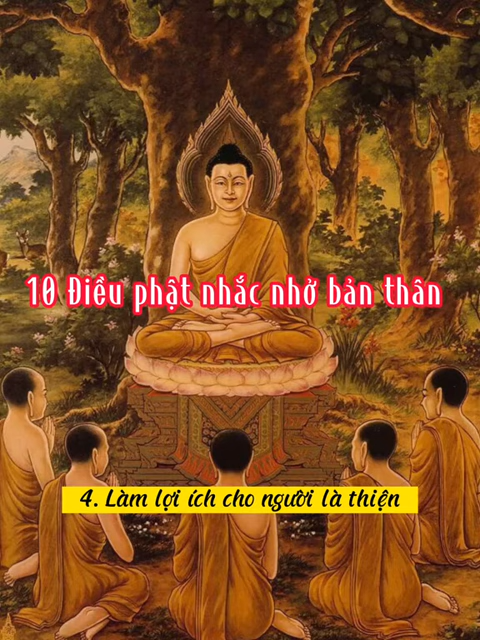 10 Điều phật nhắc nhở bản thân
4. Làm lợi ích cho người là thiện